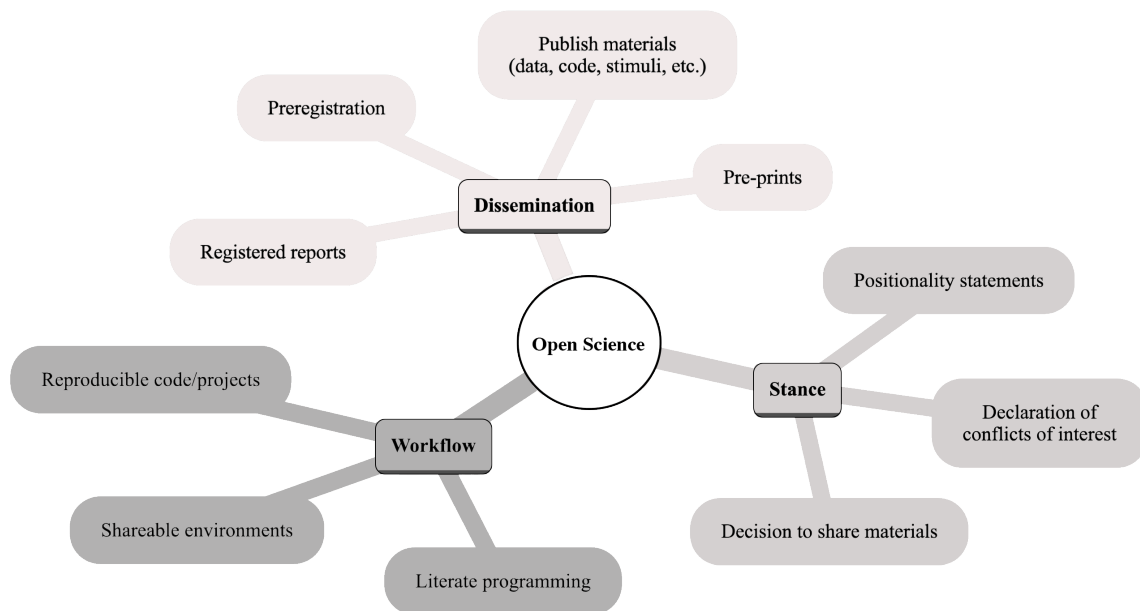 Publish materials
(data, code, stimuli, etc.)
Preregistration
Pre-prints
Dissemination
Registered reports
Positionality statements
Open Science
Reproducible code/projects
Stance
Declaration of
conflicts of interest
Workflow
Shareable environments
Decision to share materials
Literate programming